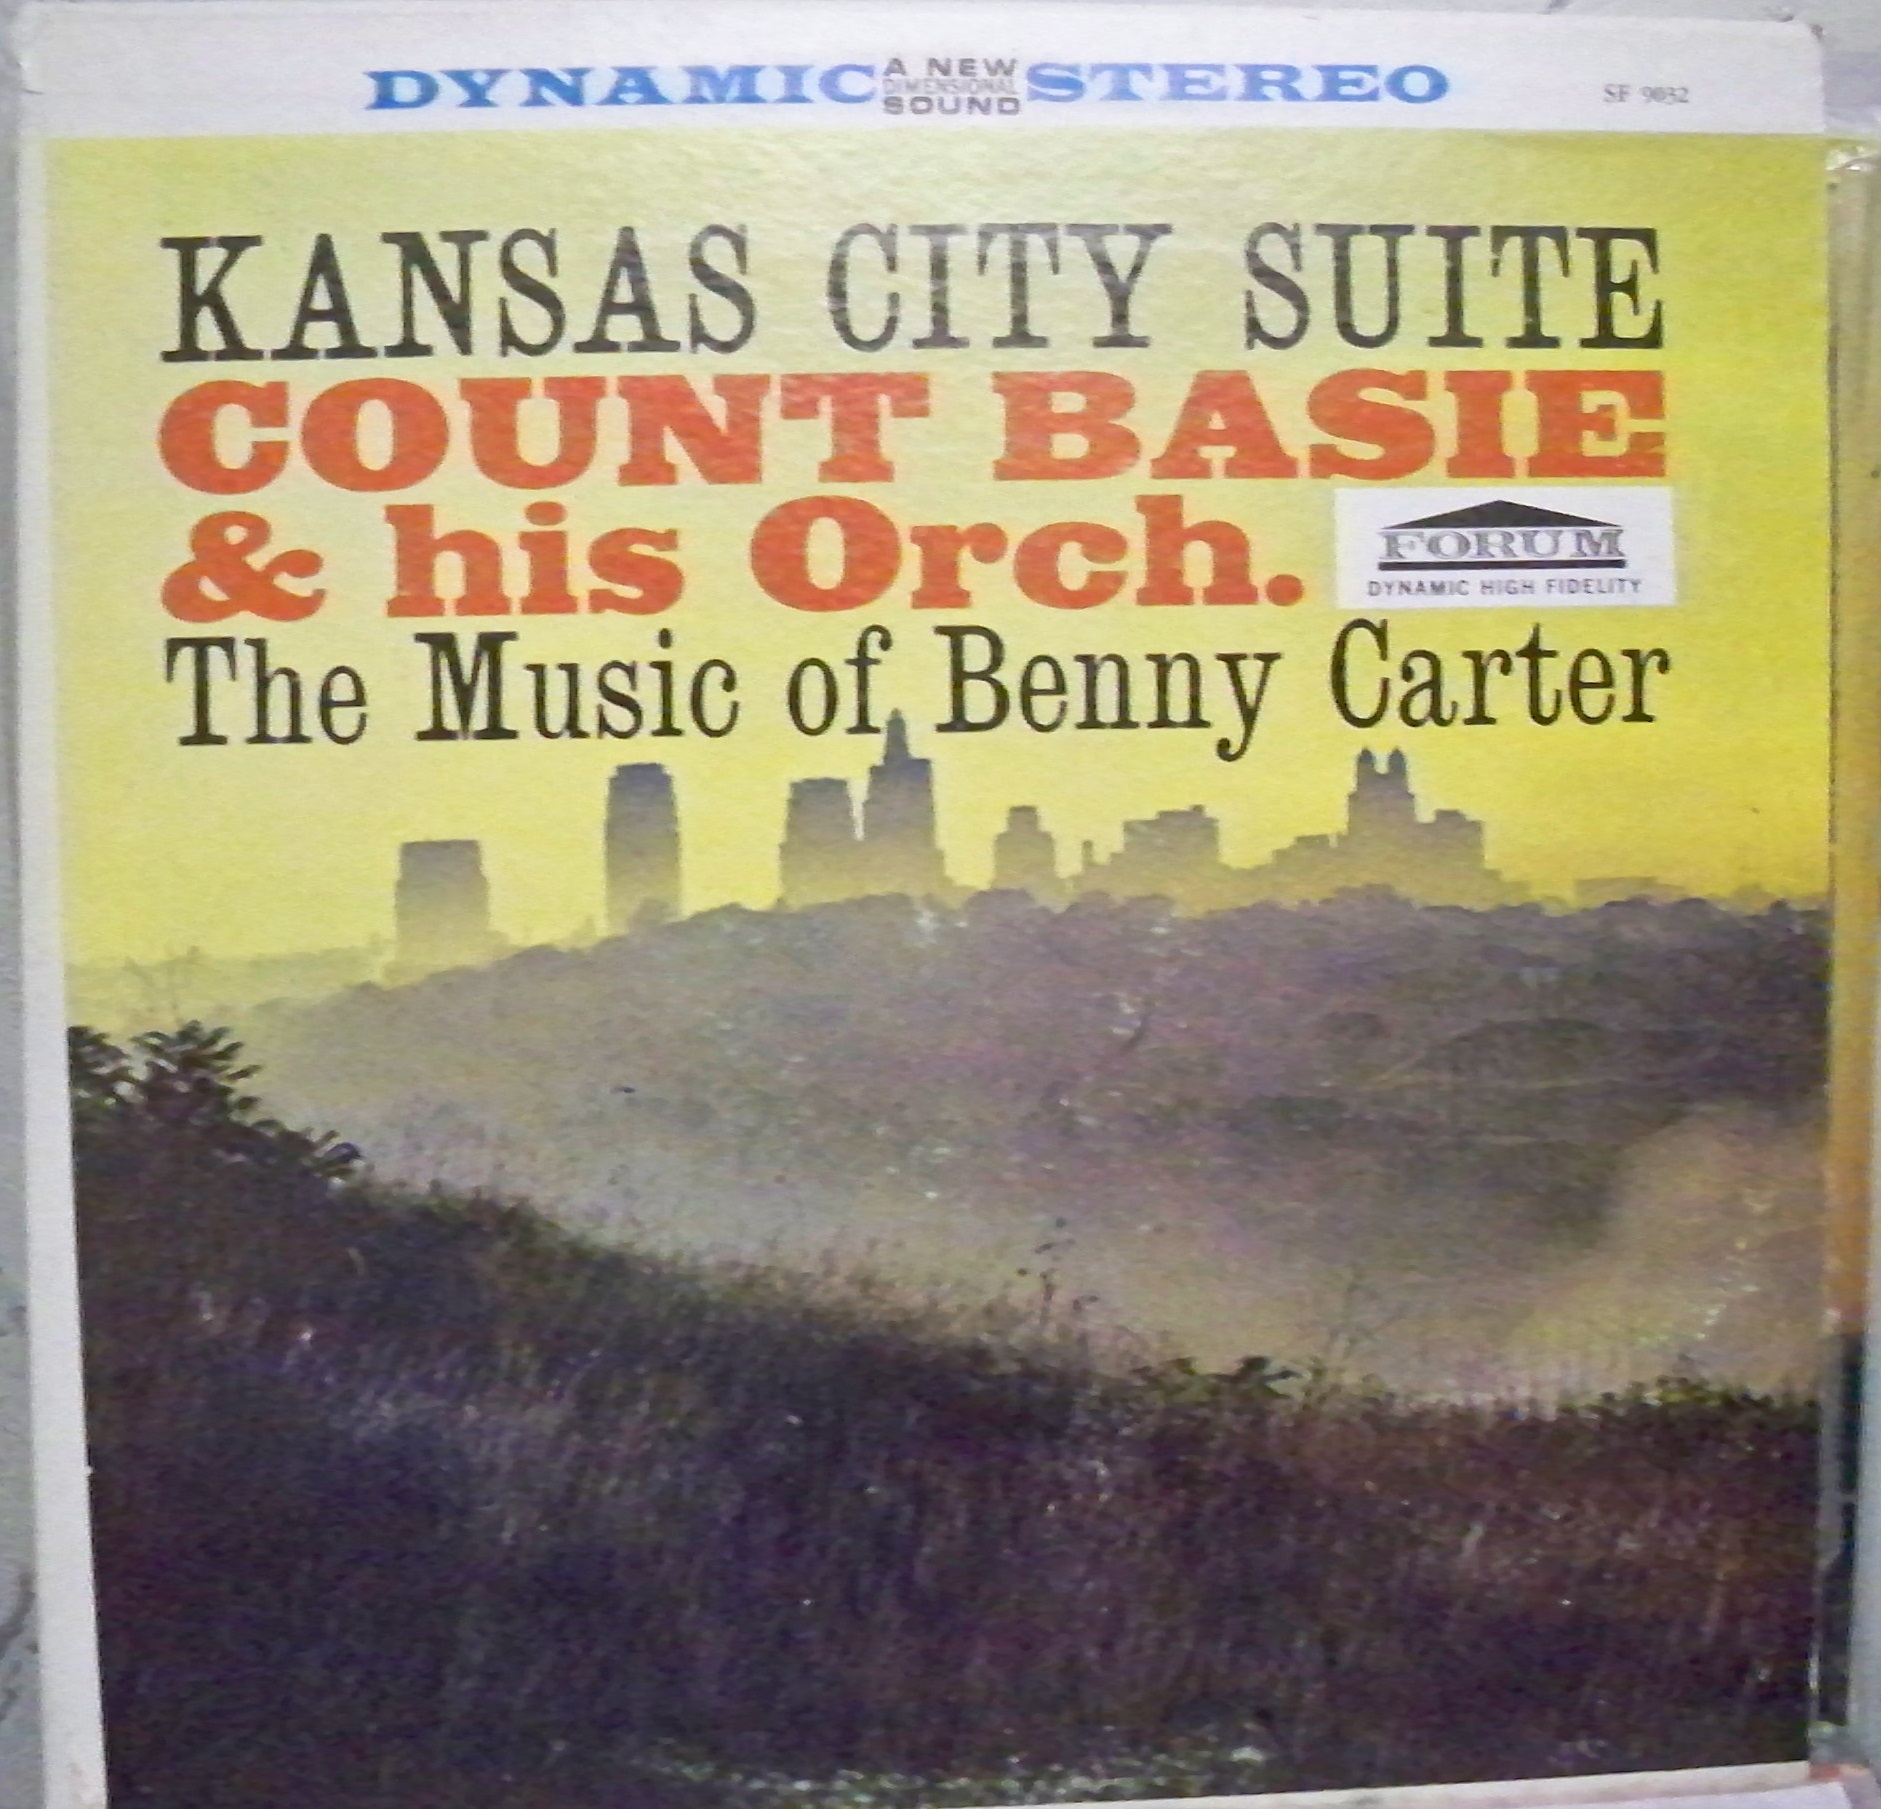 DYNAMIC A NEW DIMENSIONAL SOUND STEREO
SF 9032
KANSAS CITY SUITE
COUNT BASIE
& his Orch.
FORUM
DYNAMIC HIGH FIDELITY
The Music of Benny Carter